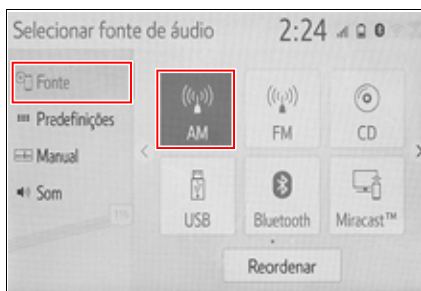 Selecionar fonte de áudio 2:24
Fonte
Predefinições
Manual
Som
AM
FM
CD
USB
Bluetooth
Miracast™
Reordenar